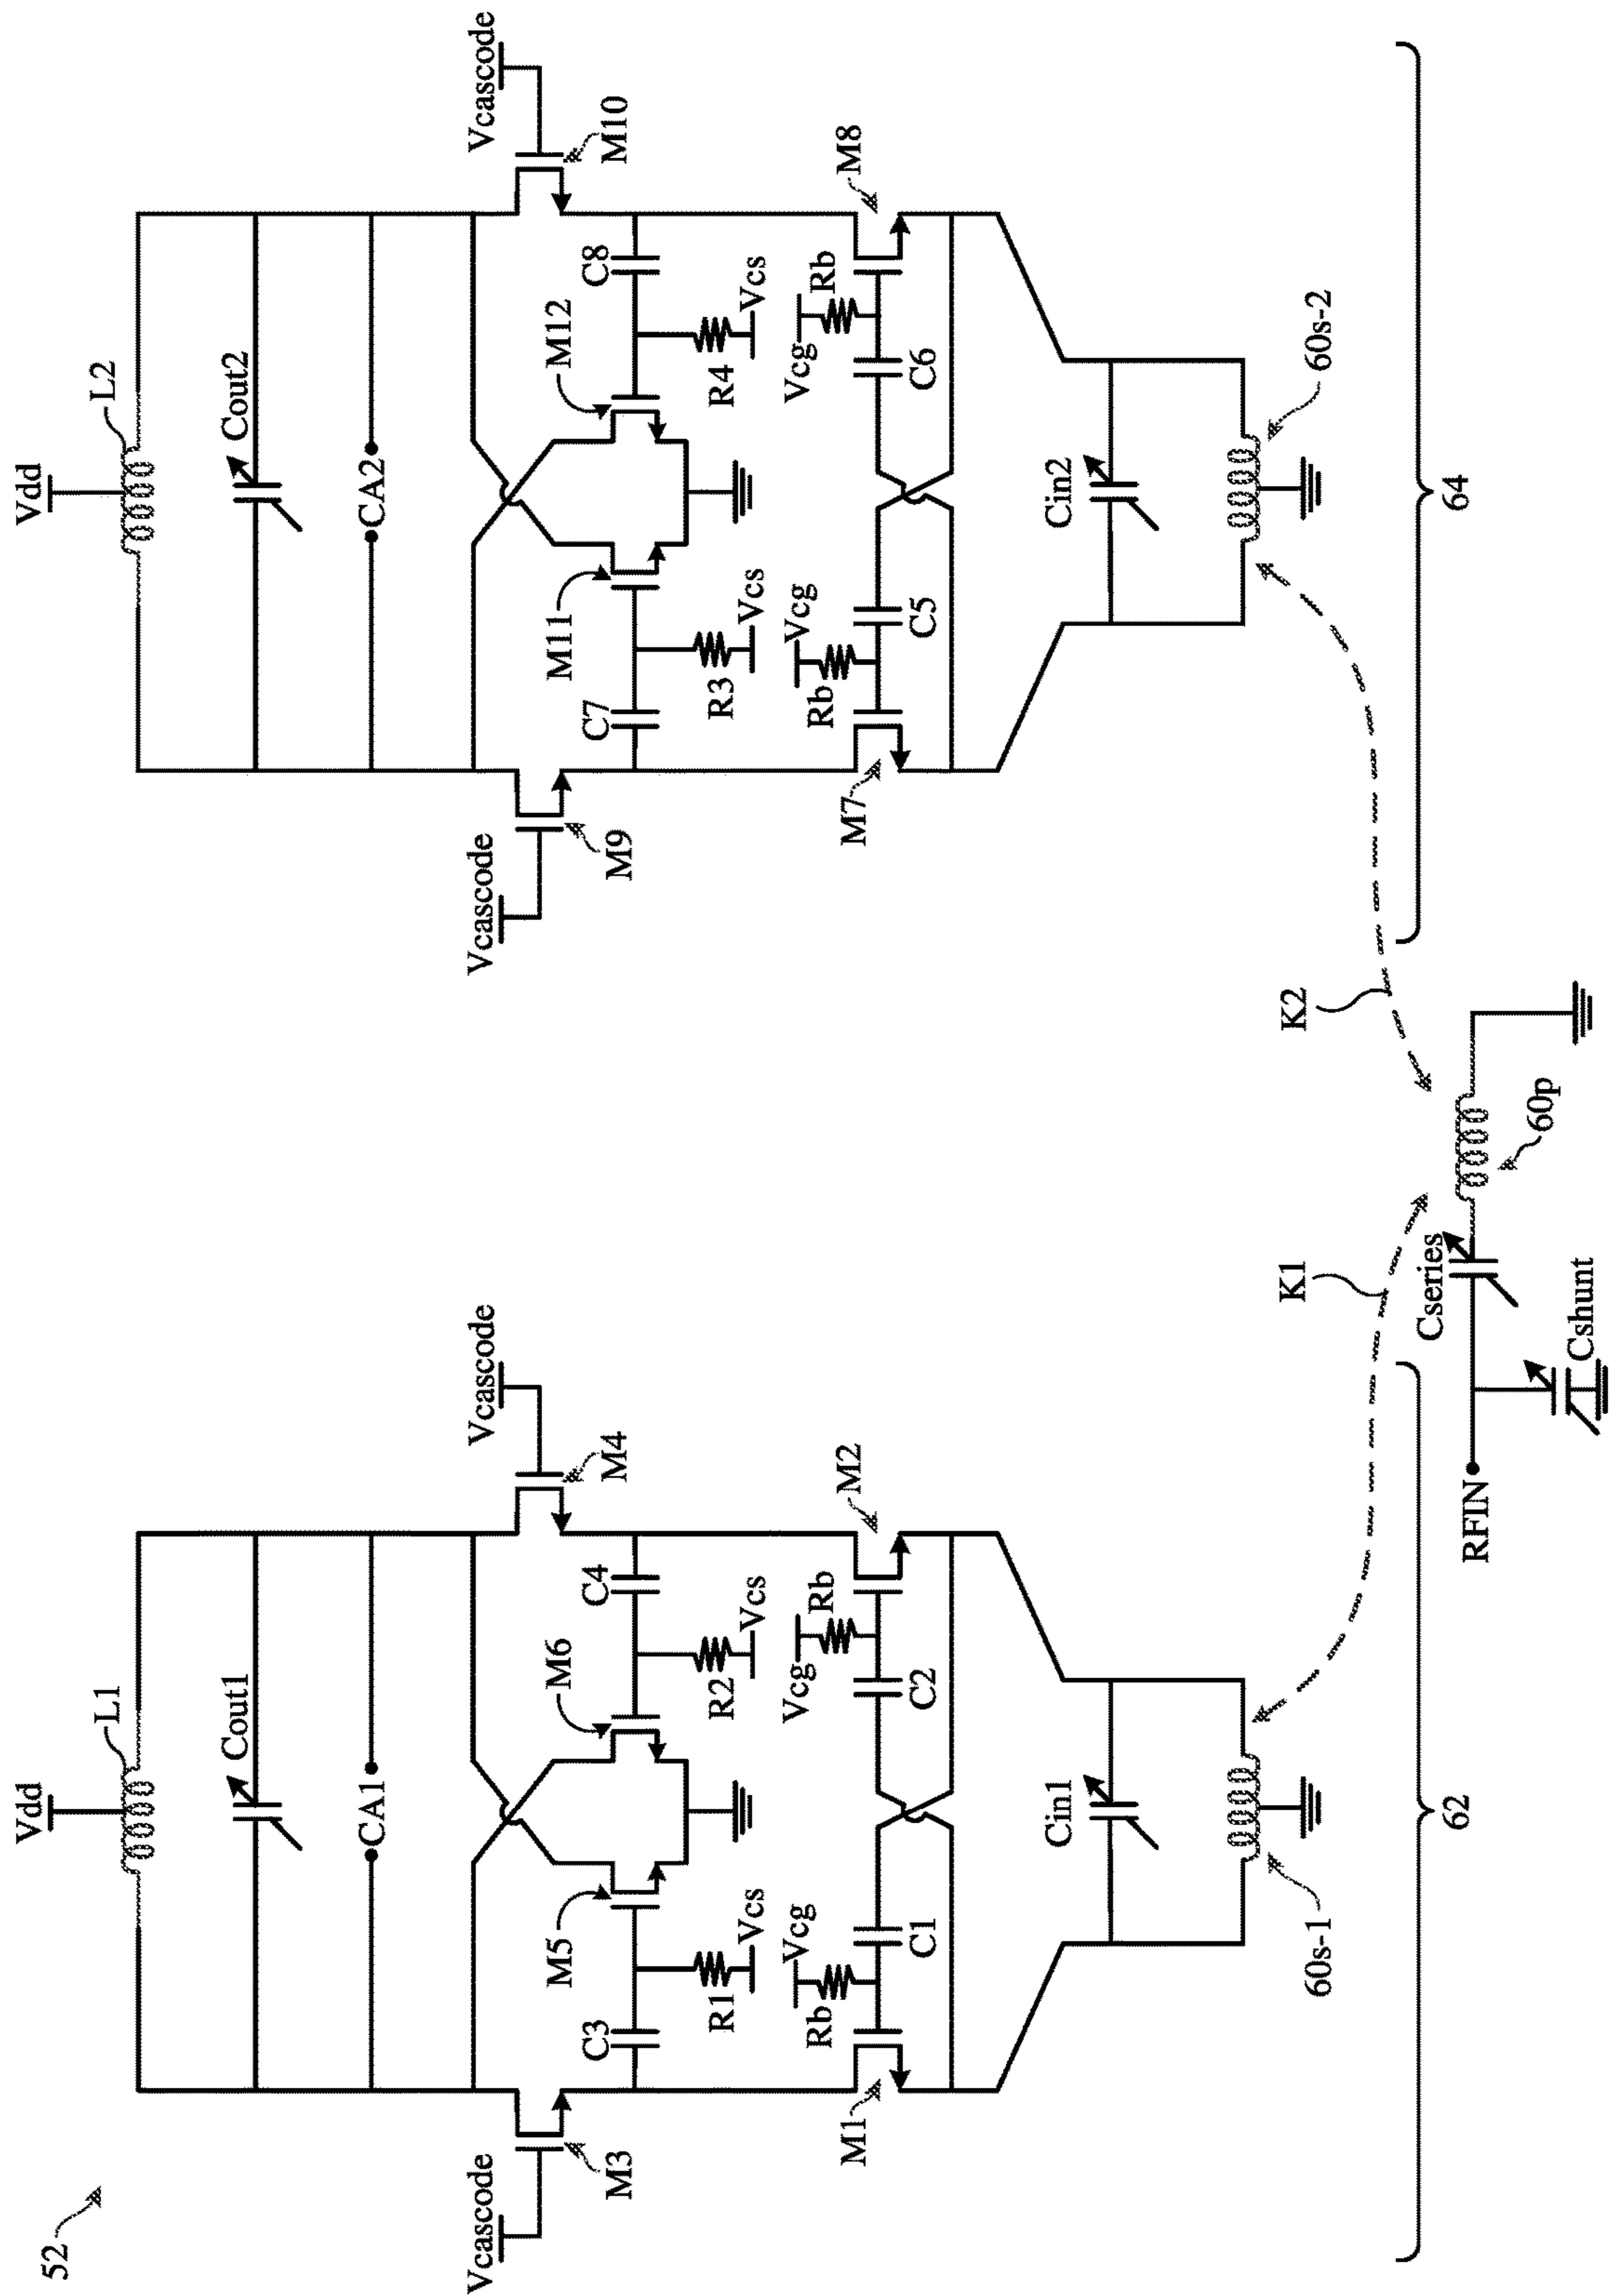 52
Vdd
L1
Cout1
CA1
Vcascode
M3
Vcascode
M4
C3
M5
M6
C4
R1
Vcs
R2
Vcs
Vcg
Rb
Vcg
Rb
M1
C1
C2
M2
Cin1
60s-1
62
Vdd
L2
Cout2
CA2
Vcascode
M9
Vcascode
M10
C7
M11
M12
C8
R3
Vcs
R4
Vcs
Vcg
Rb
Vcg
Rb
M7
C5
C6
M8
Cin2
60s-2
64
K1
K2
RFIN
Cseries
Cshunt
60p